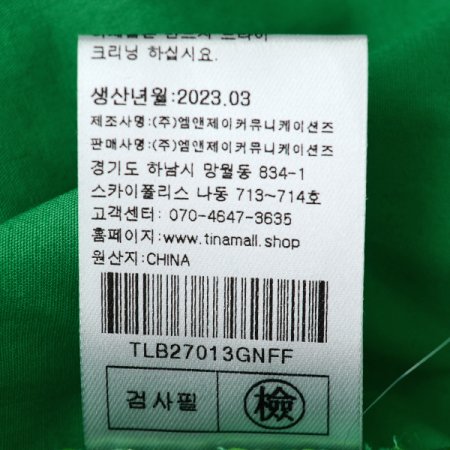 크리닝 하십시요.
생산년월:2023.03
제조사명:(주)엠앤제이커뮤니케이션즈
판매사명:(주)엠앤제이커뮤니케이션즈
경기도 하남시 망월동 834-1
스카이폴리스 나동 713~714호
고객센터: 070-4647-3635
홈페이지:www.tinamall.shop
원산지:CHINA
TLB27013GNFF
검사필 檢